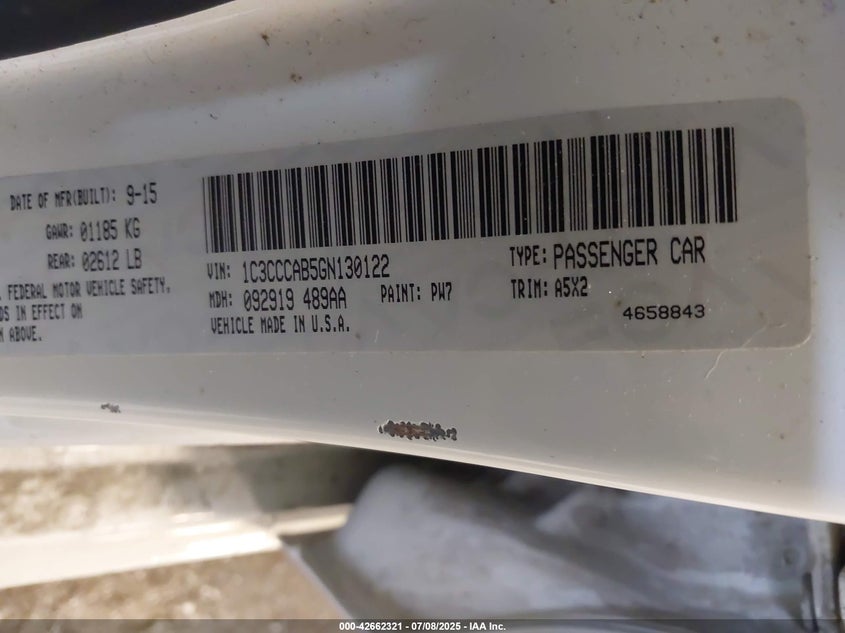 DATE OF MFR(BUILT): 9-15
GAWR: 01185 KG
REAR: 02612 LB
FEDERAL MOTOR VEHICLE SAFETY.
DS IN EFFECT ON
N ABOVE.
VIN: 1C3CCCAB5GN130122 TYPE: PASSENGER CAR
MDH: 092919 489AA PAINT: PW7 TRIM: A5X2
VEHICLE MADE IN U.S.A. 4658843
000-42662321 | 07/08/2025 - IAA Inc.